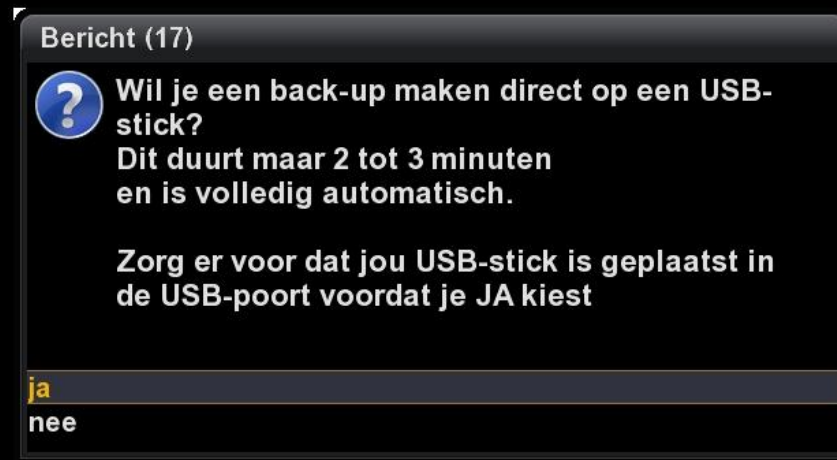 Bericht (17)
Wil je een back-up maken direct op een USB-
stick?
Dit duurt maar 2 tot 3 minuten
en is volledig automatisch.
Zorg er voor dat jou USB-stick is geplaatst in
de USB-poort voordat je JA kiest
ja
nee